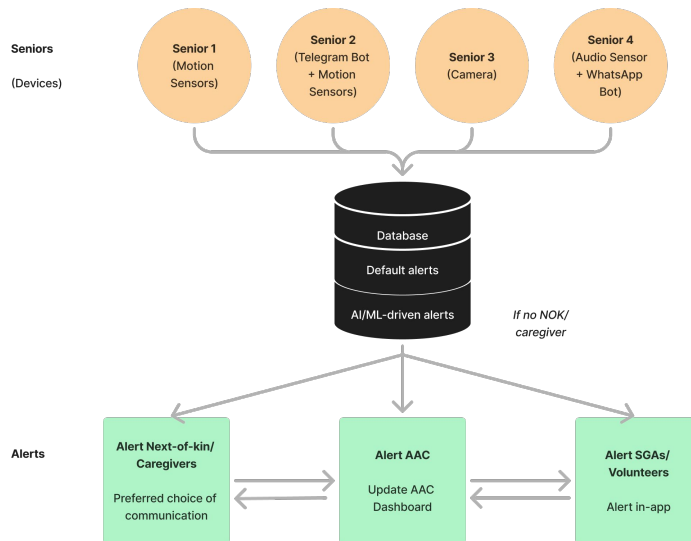 Seniors
(Devices)
Senior 1
(Motion
Sensors)
Senior 2
(Telegram Bot
+ Motion
Sensors)
Senior 3
(Camera)
Senior 4
(Audio Sensor
+ WhatsApp
Bot)
Database
Default alerts
AI/ML-driven alerts
If no NOK/
caregiver
Alerts
Alert Next-of-kin/
Caregivers
Preferred choice of
communication
Alert AAC
Update AAC
Dashboard
Alert SGAs/
Volunteers
Alert in-app